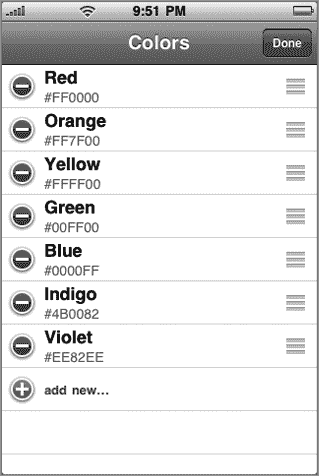 9:51 PM
Colors
Done
Red
#FF0000
Orange
#FF7F00
Yellow
#FFFF00
Green
#00FF00
Blue
#0000FF
Indigo
#4B0082
Violet
#EE82EE
add new...